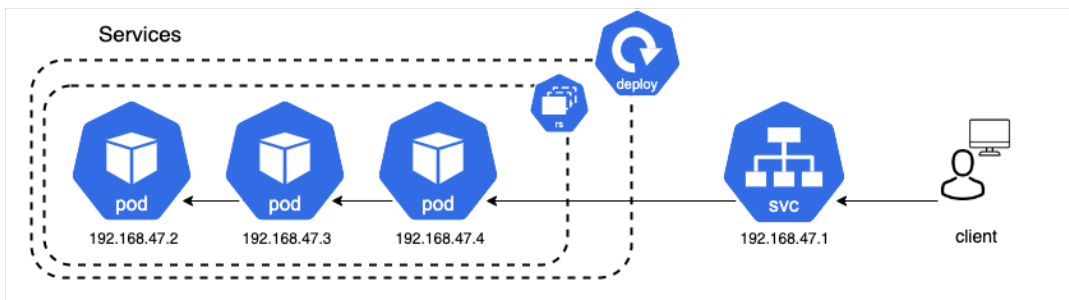 Services
deploy
rs
pod
pod
pod
svc
192.168.47.2
192.168.47.3
192.168.47.4
192.168.47.1
client